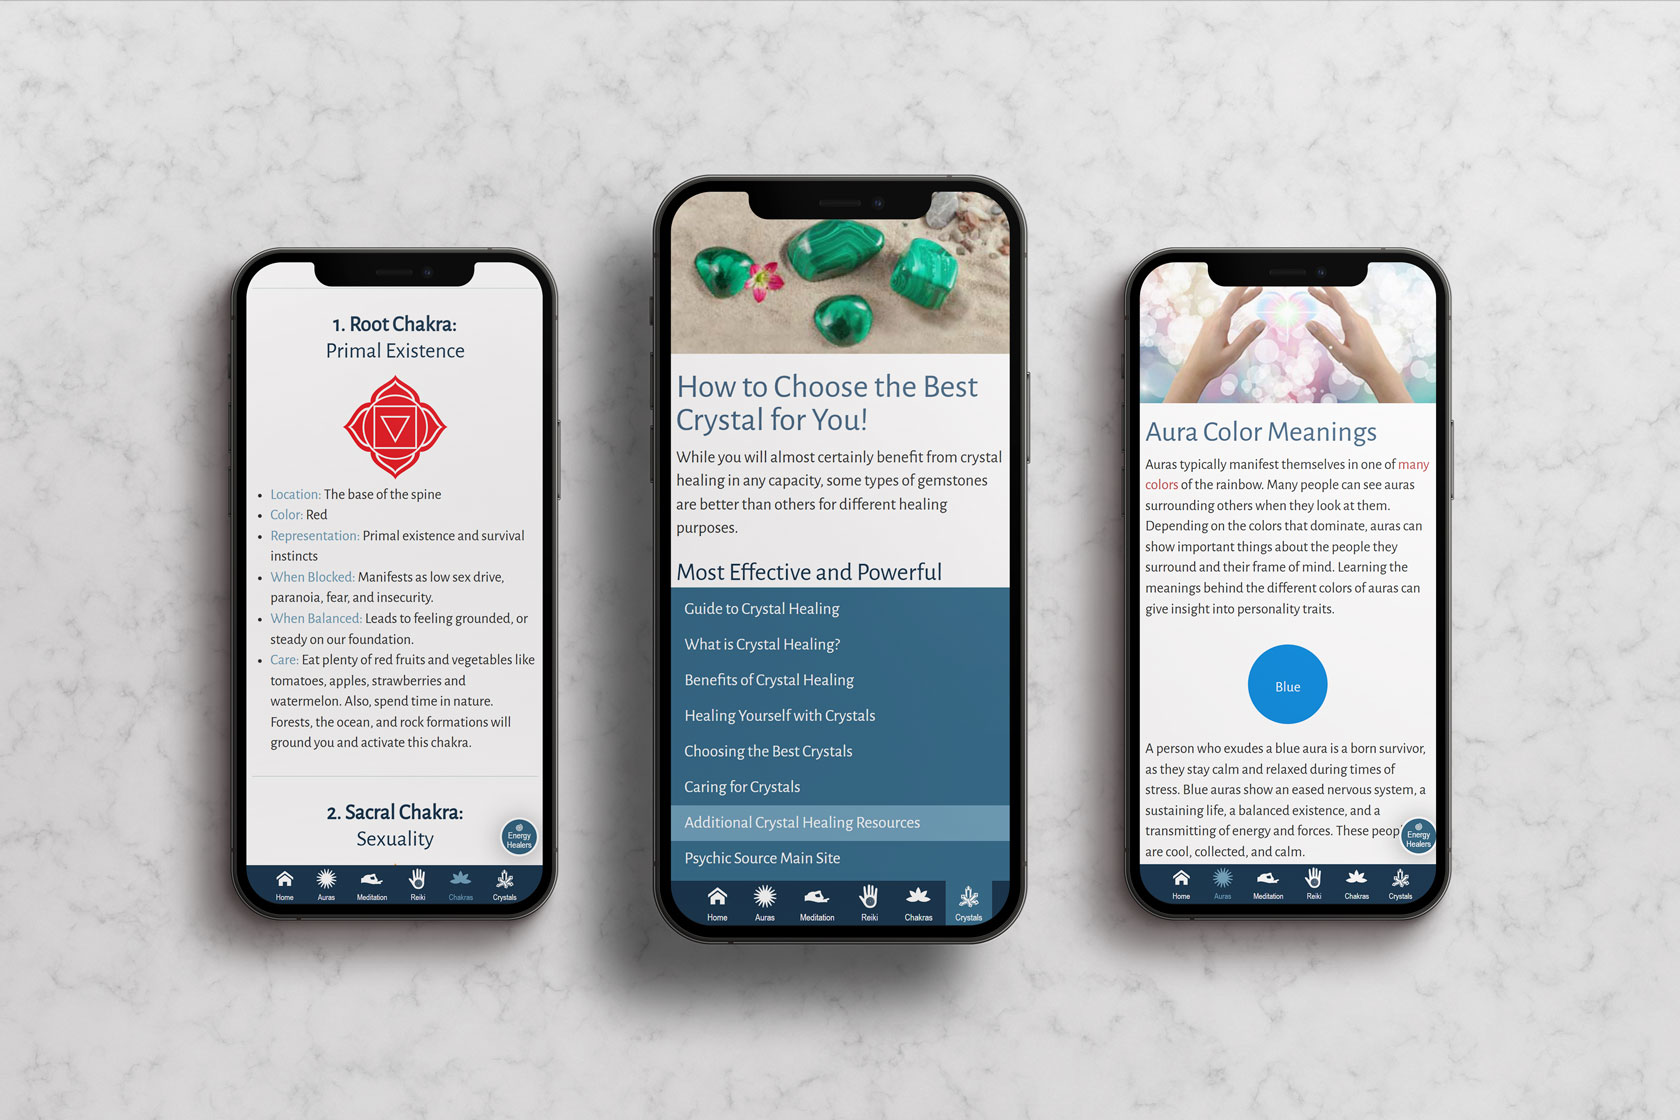 1. Root Chakra:
Primal Existence
Location: The base of the spine
Color: Red
Representation: Primal existence and survival
instincts
When Blocked: Manifests as low sex drive,
paranoia, fear, and insecurity.
When Balanced: Leads to feeling grounded, or
steady on our foundation.
Care: Eat plenty of red fruits and vegetables like
tomatoes, apples, strawberries and
watermelon. Also, spend time in nature.
Forests, the ocean, and rock formations will
ground you and activate this chakra.
2. Sacral Chakra:
Sexuality
Energy
Healers
Home Auras Meditation Reiki Chakras Crystals
How to Choose the Best
Crystal for You!
While you will almost certainly benefit from crystal
healing in any capacity, some types of gemstones
are better than others for different healing
purposes.
Most Effective and Powerful
Guide to Crystal Healing
What is Crystal Healing?
Benefits of Crystal Healing
Healing Yourself with Crystals
Choosing the Best Crystals
Caring for Crystals
Additional Crystal Healing Resources
Psychic Source Main Site
Home Auras Meditation Reiki Chakras Crystals
Aura Color Meanings
Auras typically manifest themselves in one of many
colors of the rainbow. Many people can see auras
surrounding others when they look at them.
Depending on the colors that dominate, auras can
show important things about the people they
surround and their frame of mind. Learning the
meanings behind the different colors of auras can
give insight into personality traits.
Blue
A person who exudes a blue aura is a born survivor,
as they stay calm and relaxed during times of
stress. Blue auras show an eased nervous system, a
sustaining life, a balanced existence, and a
transmitting of energy and forces. These peop
are cool, collected, and calm.
Energy
Healers
Home Auras Meditation Reiki Chakras Crystals